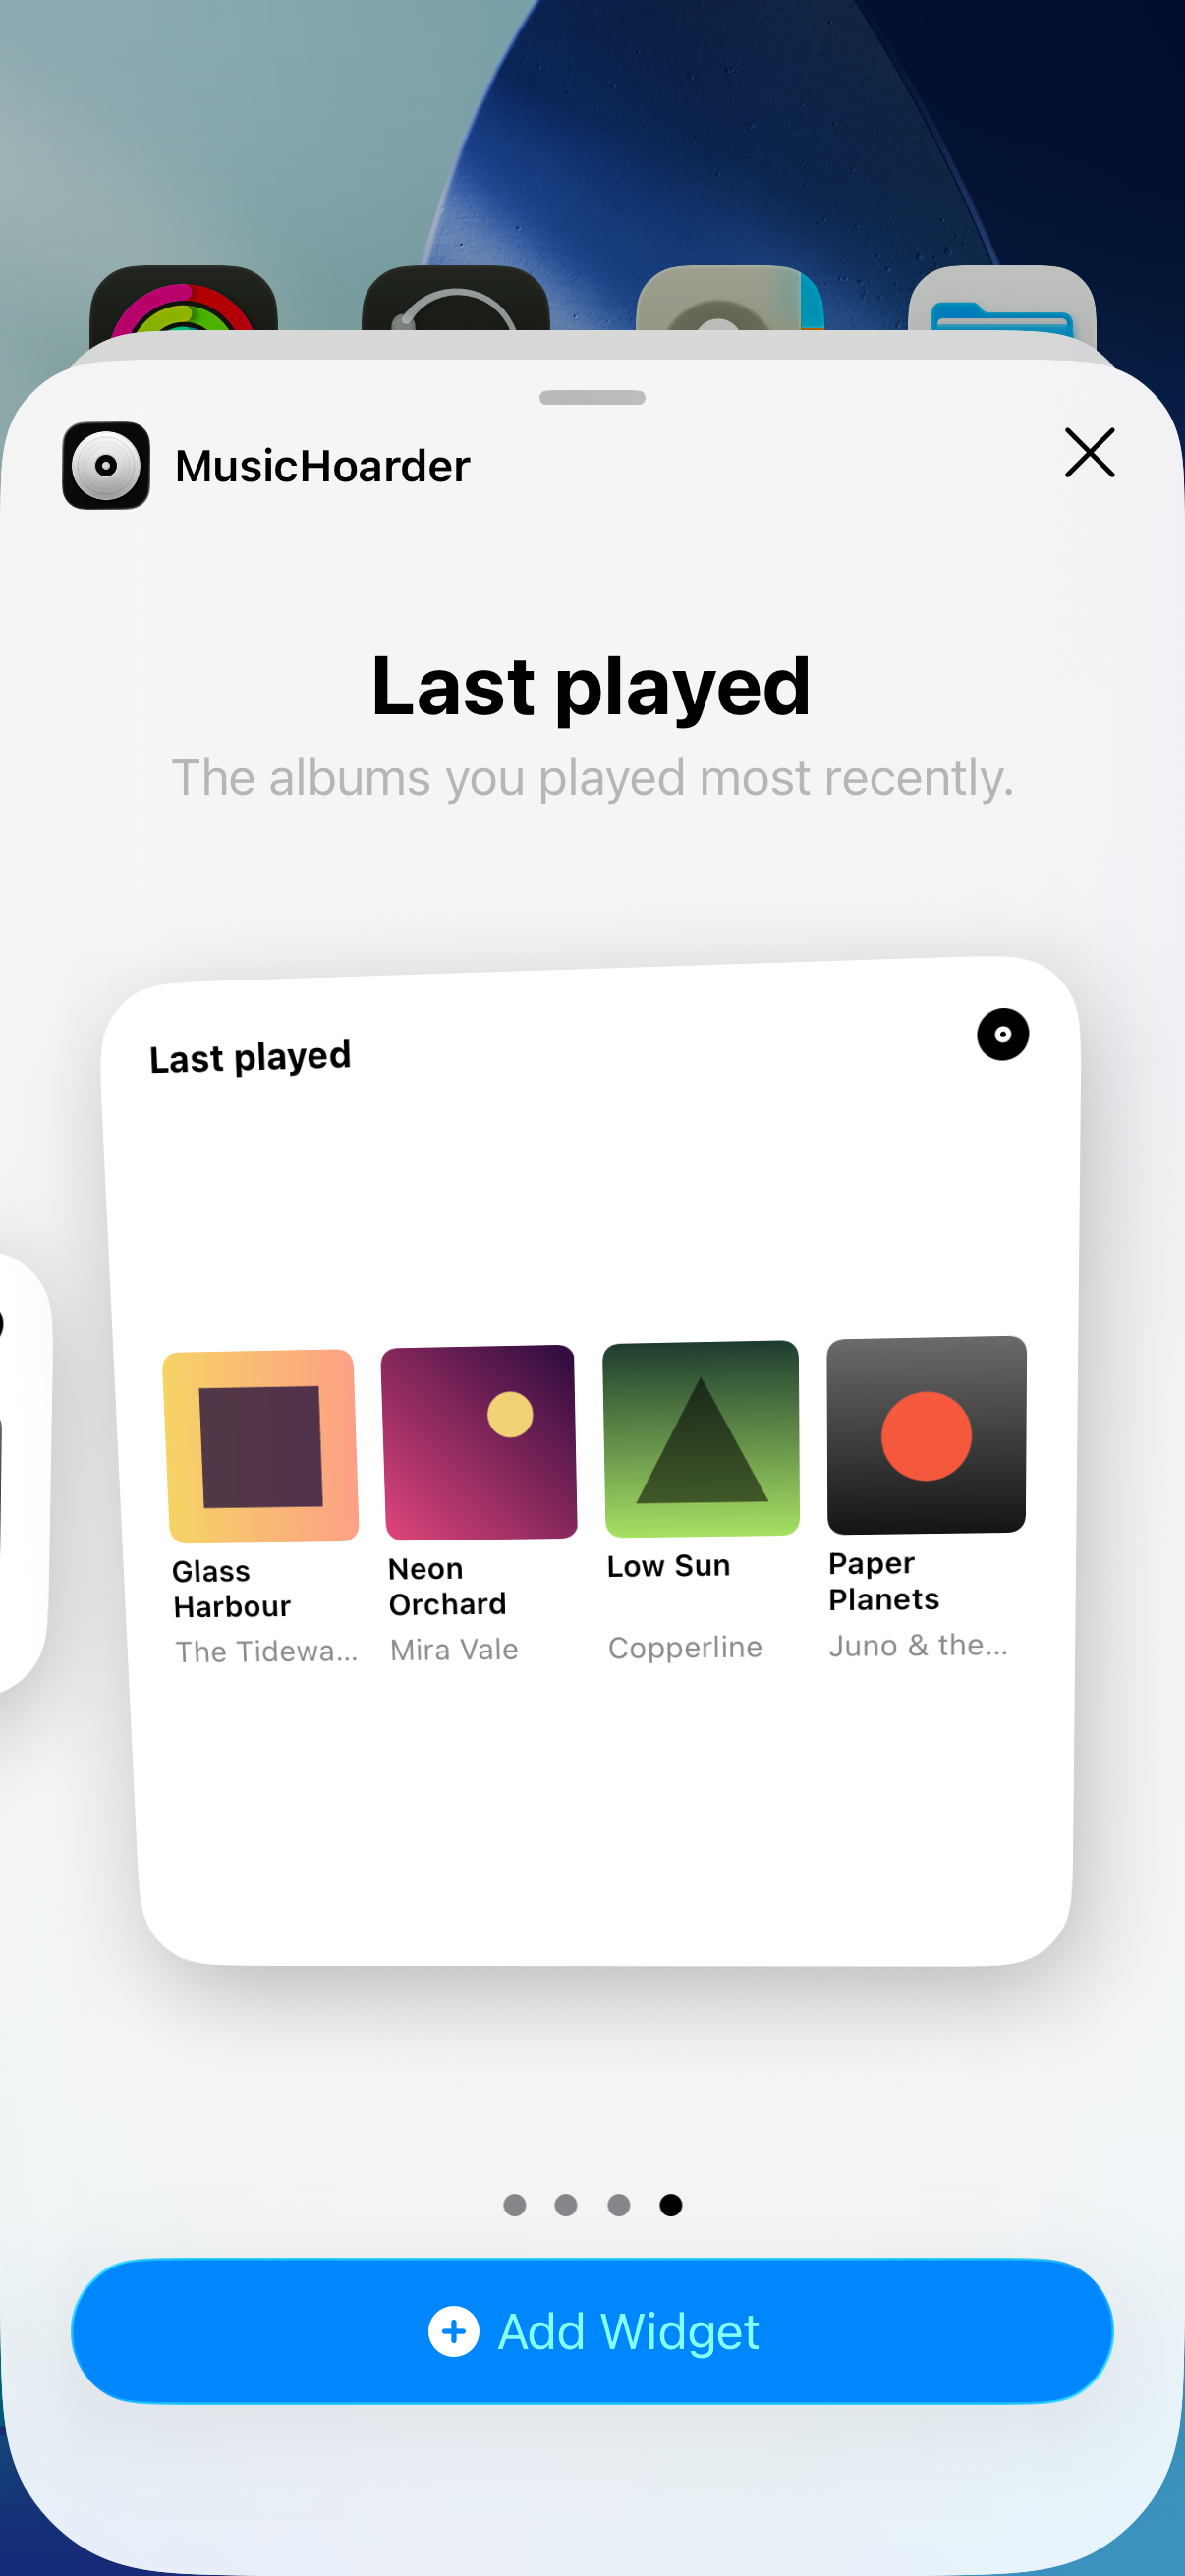 MusicHoarder
Last played
The albums you played most recently.
Last played
Glass
Harbour
The Tidewa...
Neon
Orchard
Mira Vale
Low Sun
Copperline
Paper
Planets
Juno & the...
Add Widget